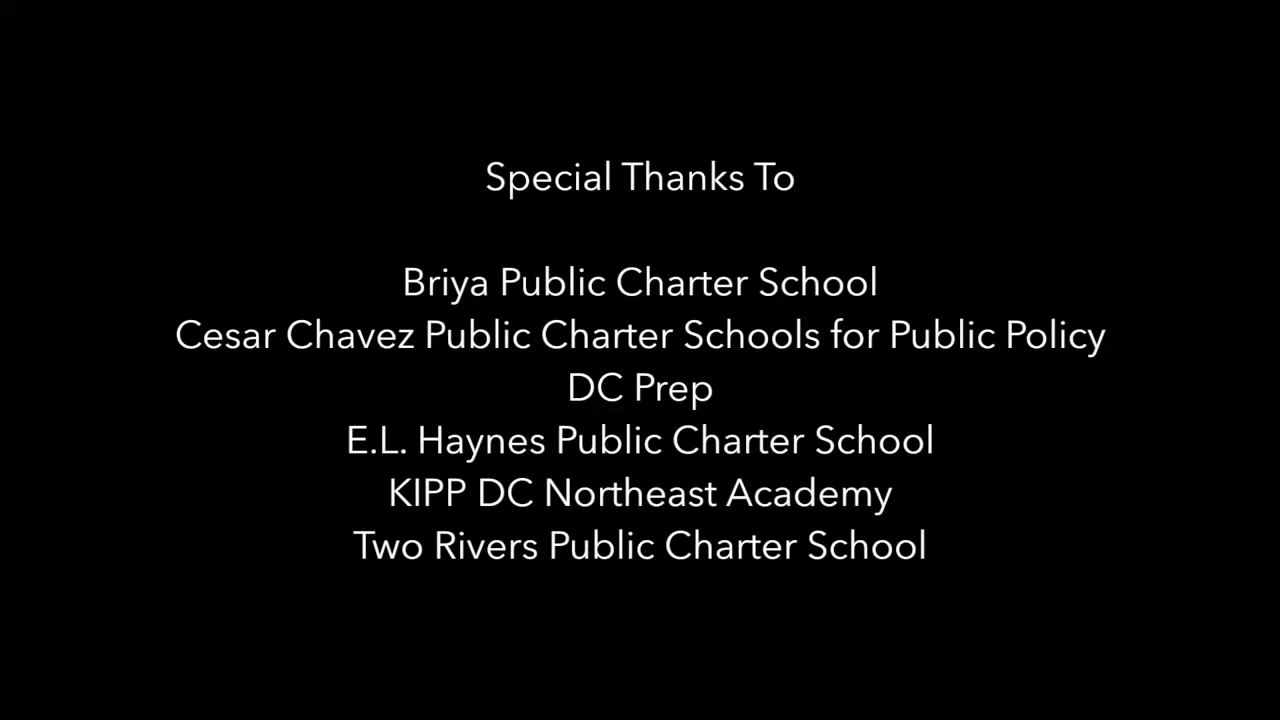 Special Thanks To
Briya Public Charter School
Cesar Chavez Public Charter Schools for Public Policy
DC Prep
E.L. Haynes Public Charter School
KIPP DC Northeast Academy
Two Rivers Public Charter School